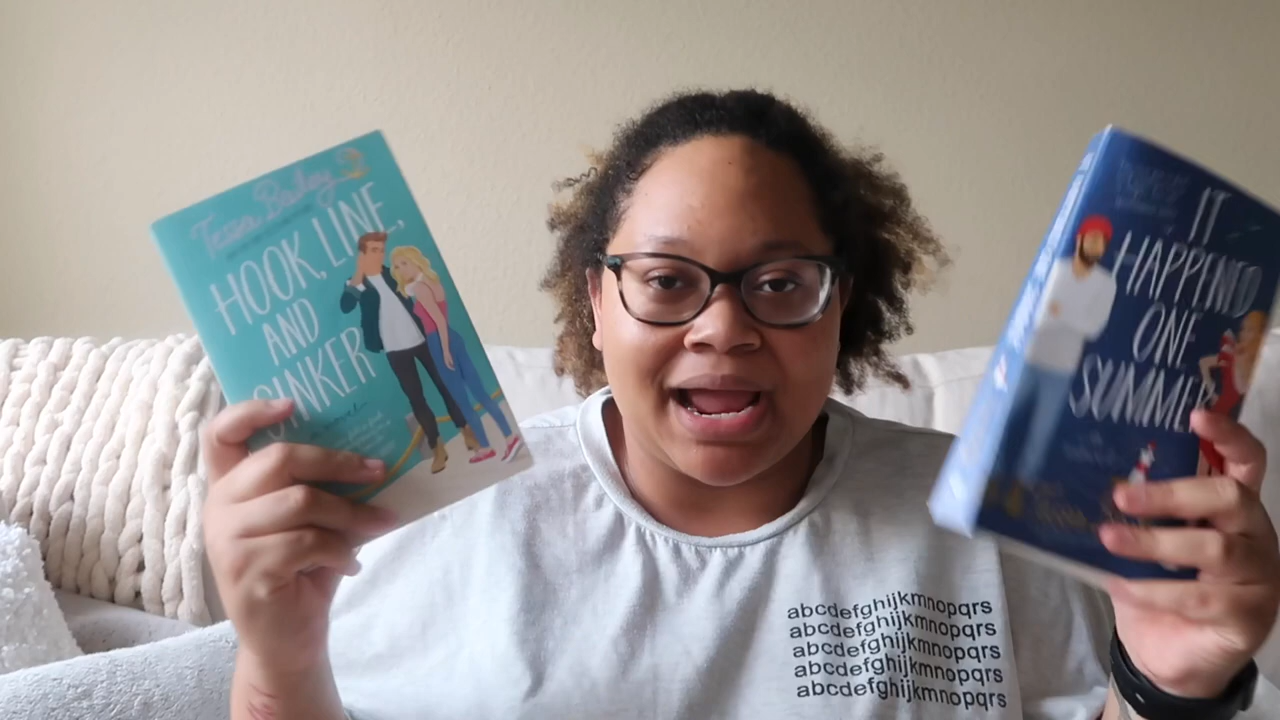 Tessa Bailey
HOOK, LINE,
AND
SINKER
IT
HAPPENED
ONE
SUMMER
abcdefghijkmnopqrs
abcdefghijkmnopqrs
abcdefghijkmnopqrs
abcdefghijkmnopqrs
abcdefghijkmnopqrs